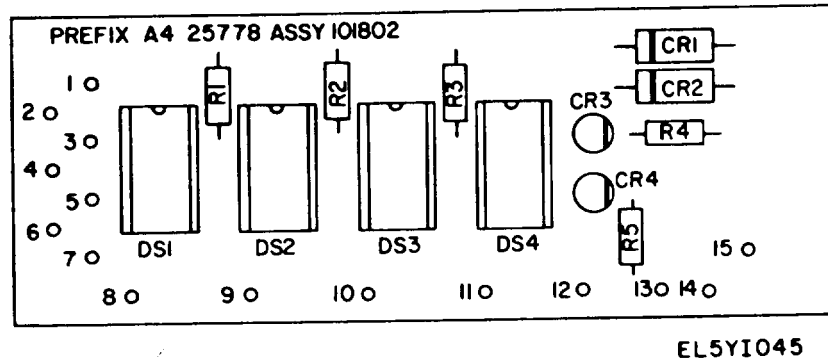 PREFIX A4 25778 ASSY 101802
CR1
R1
R2
R3
CR2
1
2
CR3
3
R4
4
CR4
5
6
R5
DS1
DS2
DS3
DS4
7
15
8
9
10
11
12
13
14
EL5YI045